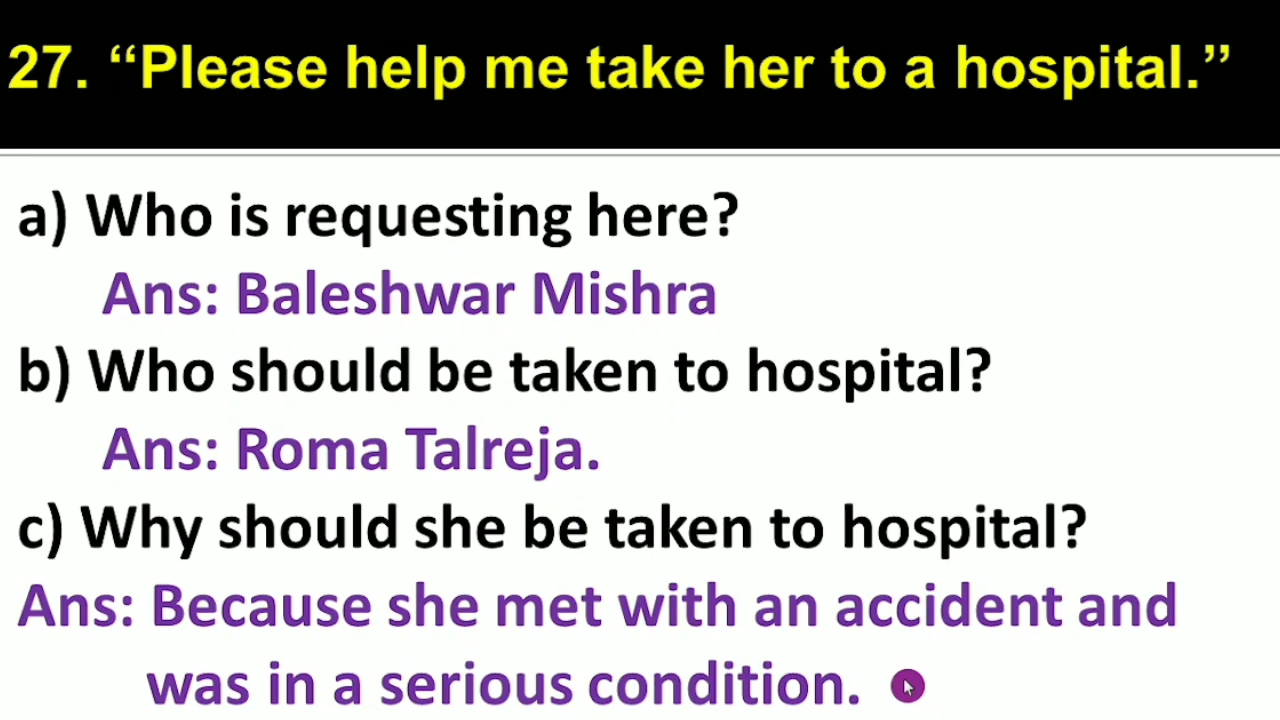 27. “Please help me take her to a hospital.”
a) Who is requesting here?
Ans: Baleshwar Mishra
b) Who should be taken to hospital?
Ans: Roma Talreja.
c) Why should she be taken to hospital?
Ans: Because she met with an accident and
was in a serious condition.